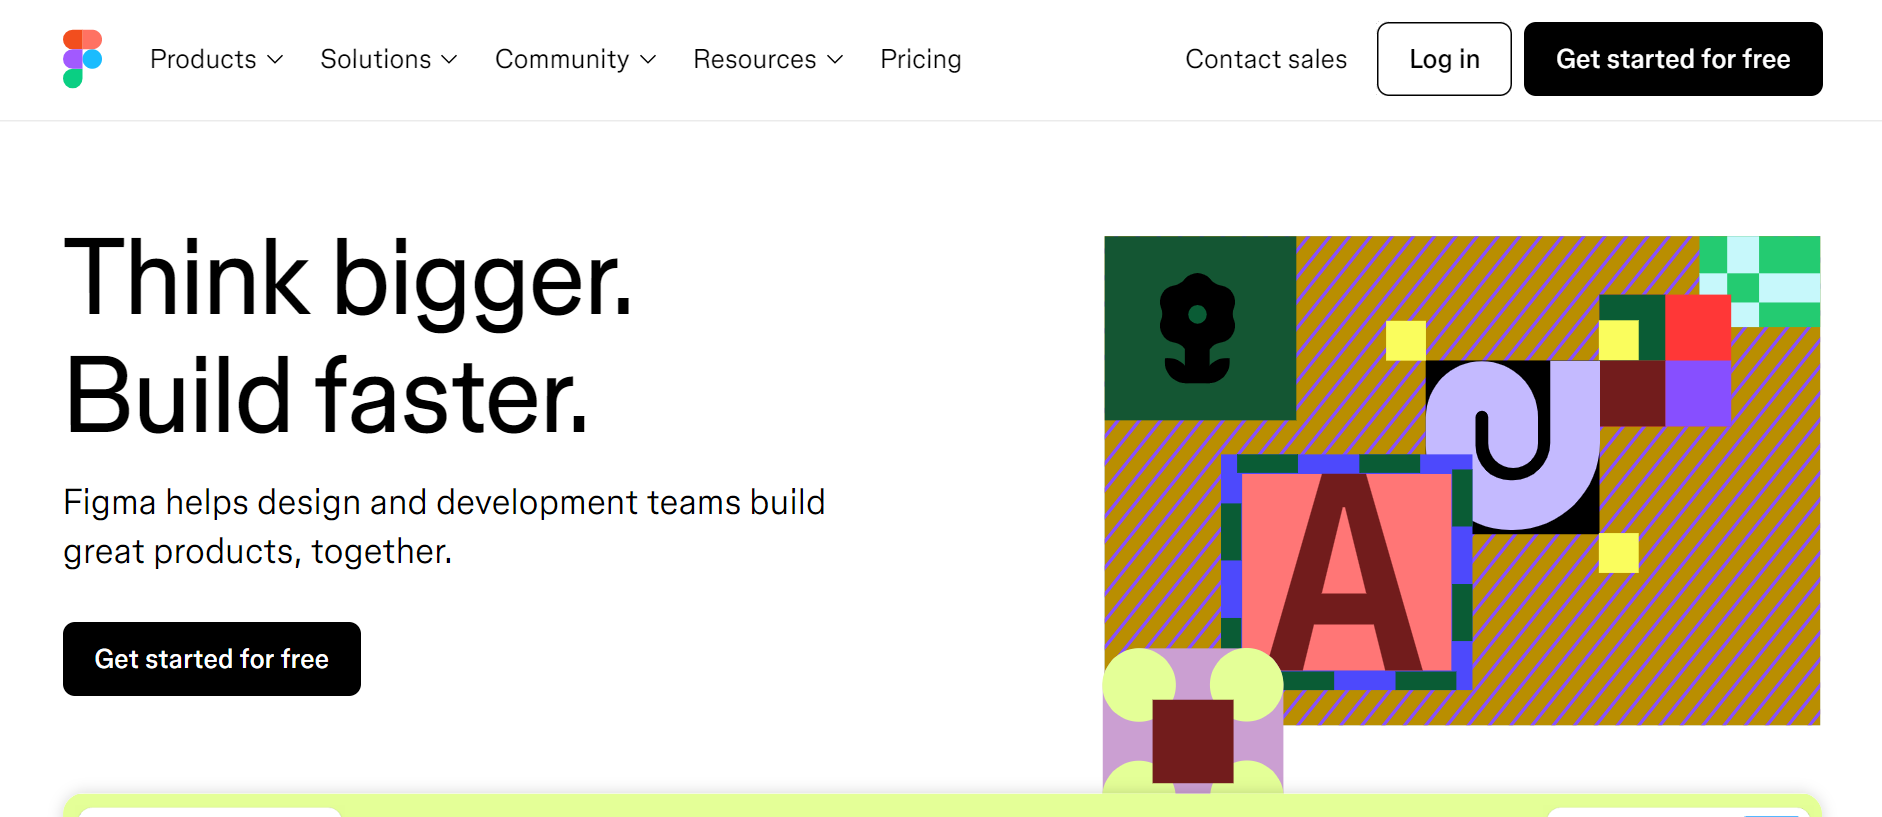 Products
Solutions
Community
Resources
Pricing
Contact sales
Log in
Get started for free
Think bigger.
Build faster.
Figma helps design and development teams build
great products, together.
Get started for free
A